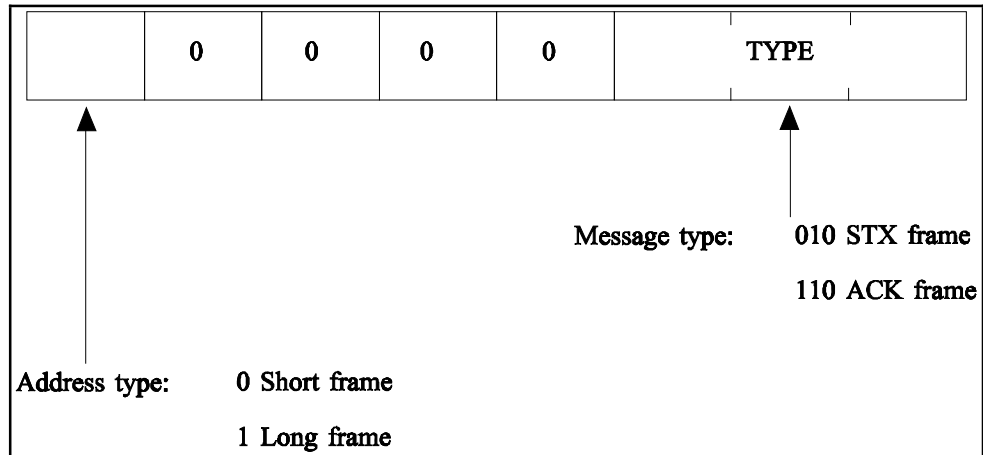 0 0 0 0 TYPE
Message type: 010 STX frame
110 ACK frame
Address type: 0 Short frame
1 Long frame